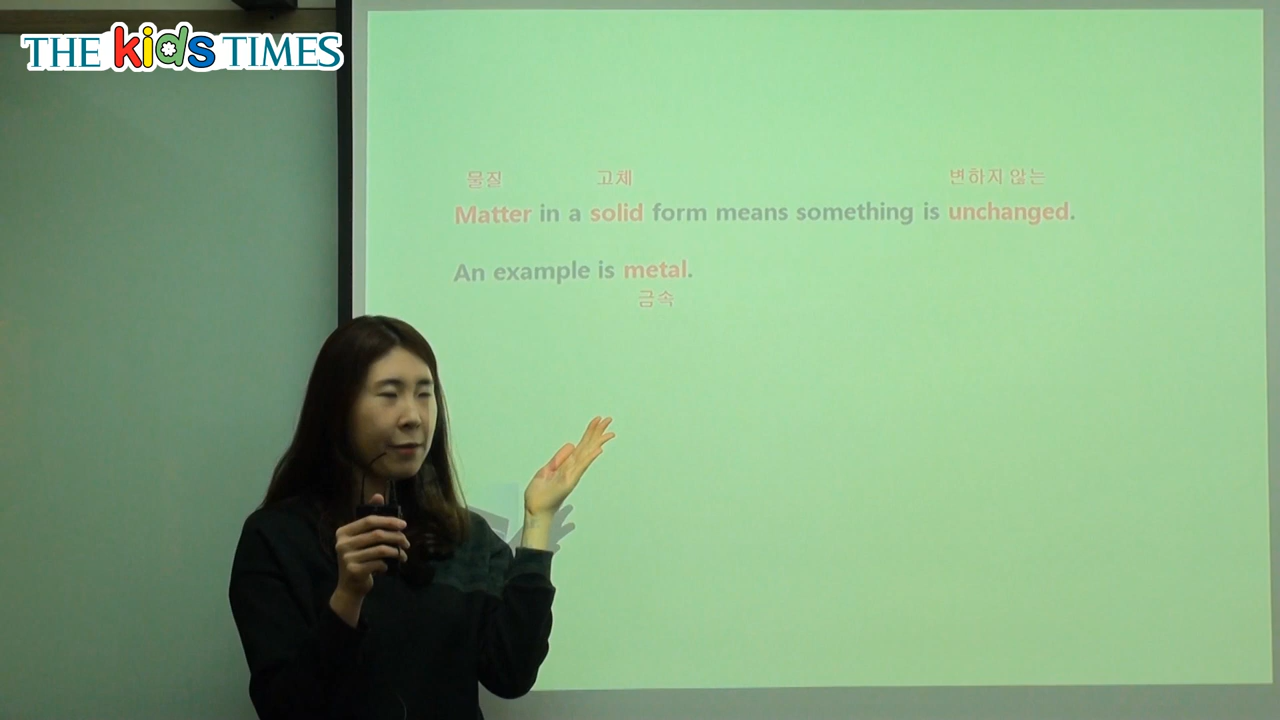 THE kids TIMES
물질 고체 변하지 않는
Matter in a solid form means something is unchanged.
An example is metal.
금속